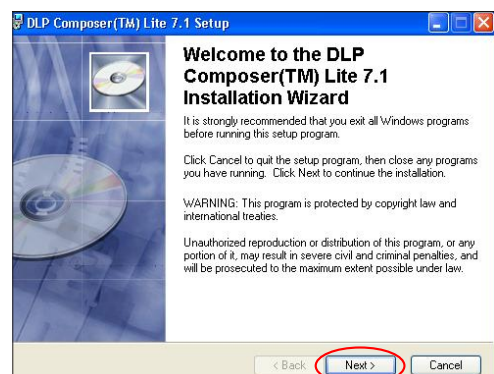 DLP Composer(TM) Lite 7.1 Setup
Welcome to the DLP
Composer(TM) Lite 7.1
Installation Wizard
It is strongly recommended that you exit all Windows programs
before running this setup program.
Click Cancel to quit the setup program, then close any programs
you have running. Click Next to continue the installation.
WARNING: This program is protected by copyright law and
international treaties.
Unauthorized reproduction or distribution of this program, or any
portion of it, may result in severe civil and criminal penalties, and
will be prosecuted to the maximum extent possible under law.
< Back Next > Cancel